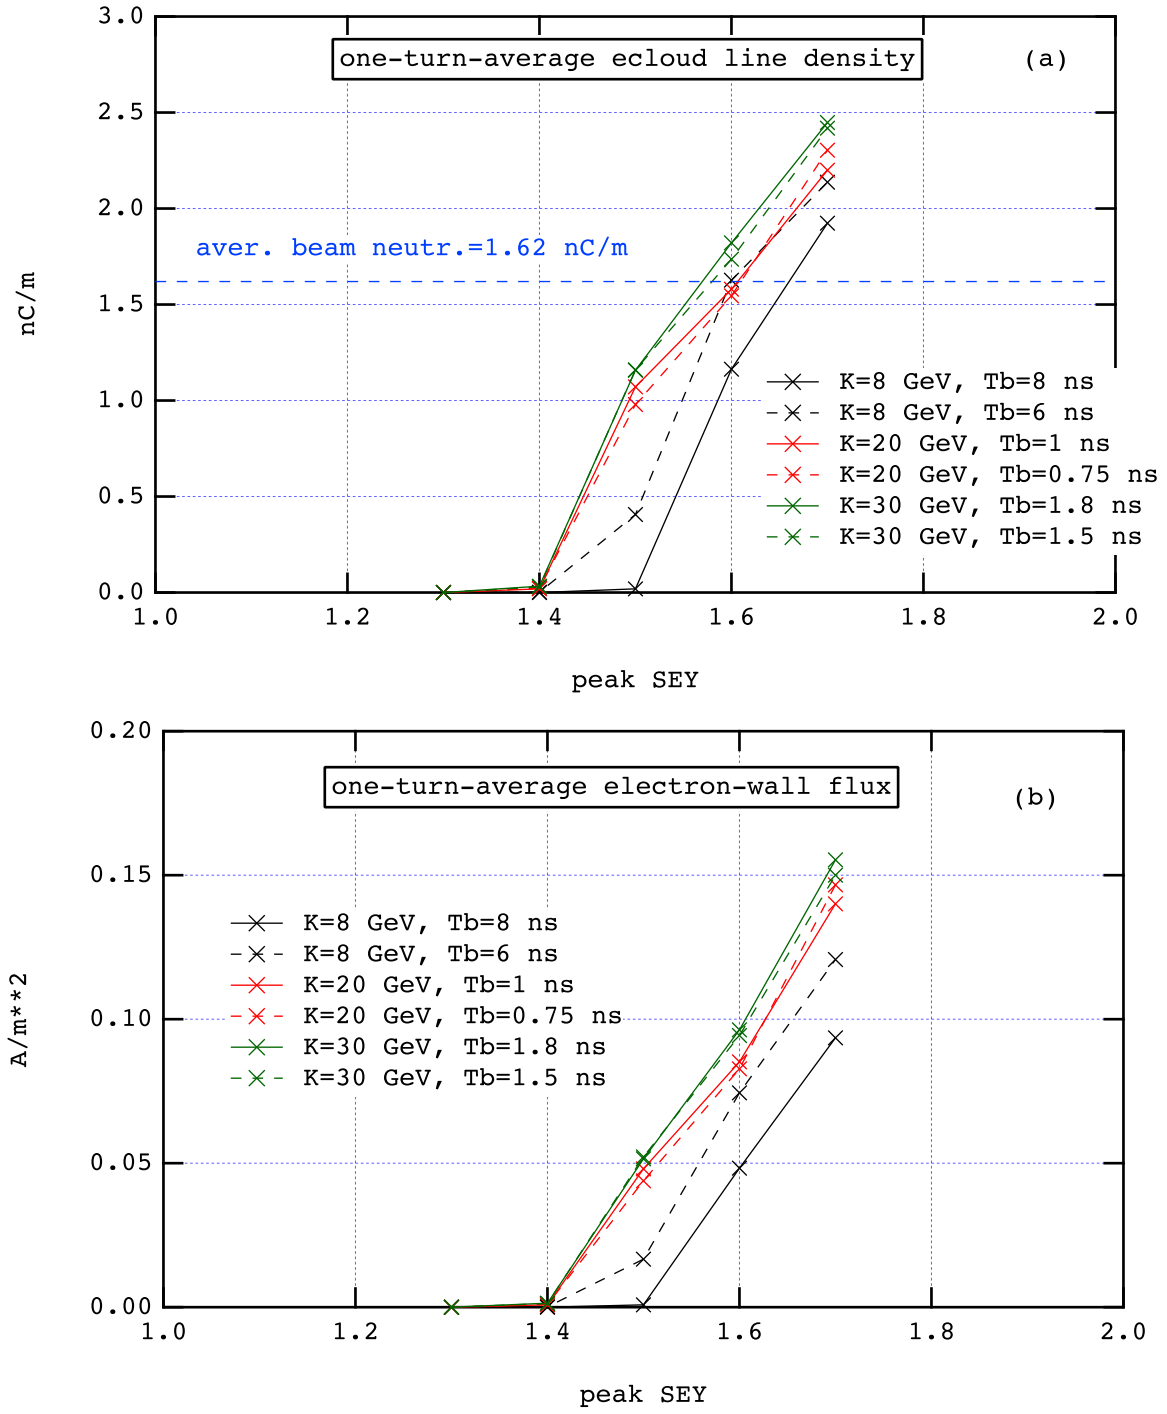 3.0
one-turn-average ecloud line density
(a)
2.5
2.0
aver. beam neutr.=1.62 nC/m
nC/m
1.5
K=8 GeV, Tb=8 ns
1.0
K=8 GeV, Tb=6 ns
K=20 GeV, Tb=1 ns
K=20 GeV, Tb=0.75 ns
0.5
K=30 GeV, Tb=1.8 ns
K=30 GeV, Tb=1.5 ns
0.0
1.0 1.2 1.4 1.6 1.8 2.0
peak SEY
0.20
one-turn-average electron-wall flux
(b)
0.15
K=8 GeV, Tb=8 ns
K=8 GeV, Tb=6 ns
K=20 GeV, Tb=1 ns
A/m**2
0.10
K=20 GeV, Tb=0.75 ns
K=30 GeV, Tb=1.8 ns
K=30 GeV, Tb=1.5 ns
0.05
0.00
1.0 1.2 1.4 1.6 1.8 2.0
peak SEY